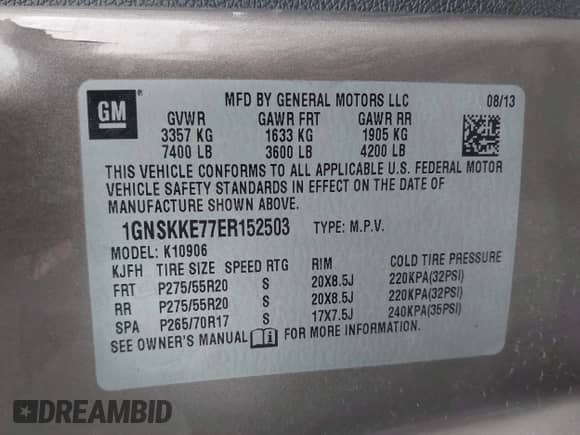 GM
MFD BY GENERAL MOTORS LLC 08/13
GVWR GAWR FRT GAWR RR
3357 KG 1633 KG 1905 KG
7400 LB 3600 LB 4200 LB
THIS VEHICLE CONFORMS TO ALL APPLICABLE U.S. FEDERAL MOTOR
VEHICLE SAFETY STANDARDS IN EFFECT ON THE DATE OF
MANUFACTURE SHOWN ABOVE.
1GNSKKE77ER152503 TYPE: M.P.V.
MODEL: K10906
KJFH TIRE SIZE SPEED RTG RIM COLD TIRE PRESSURE
FRT P275/55R20 S 20X8.5J 220KPA(32PSI)
RR P275/55R20 S 20X8.5J 220KPA(32PSI)
SPA P265/70R17 S 17X7.5J 240KPA(35PSI)
SEE OWNER'S MANUAL i FOR MORE INFORMATION.
DREAMBID